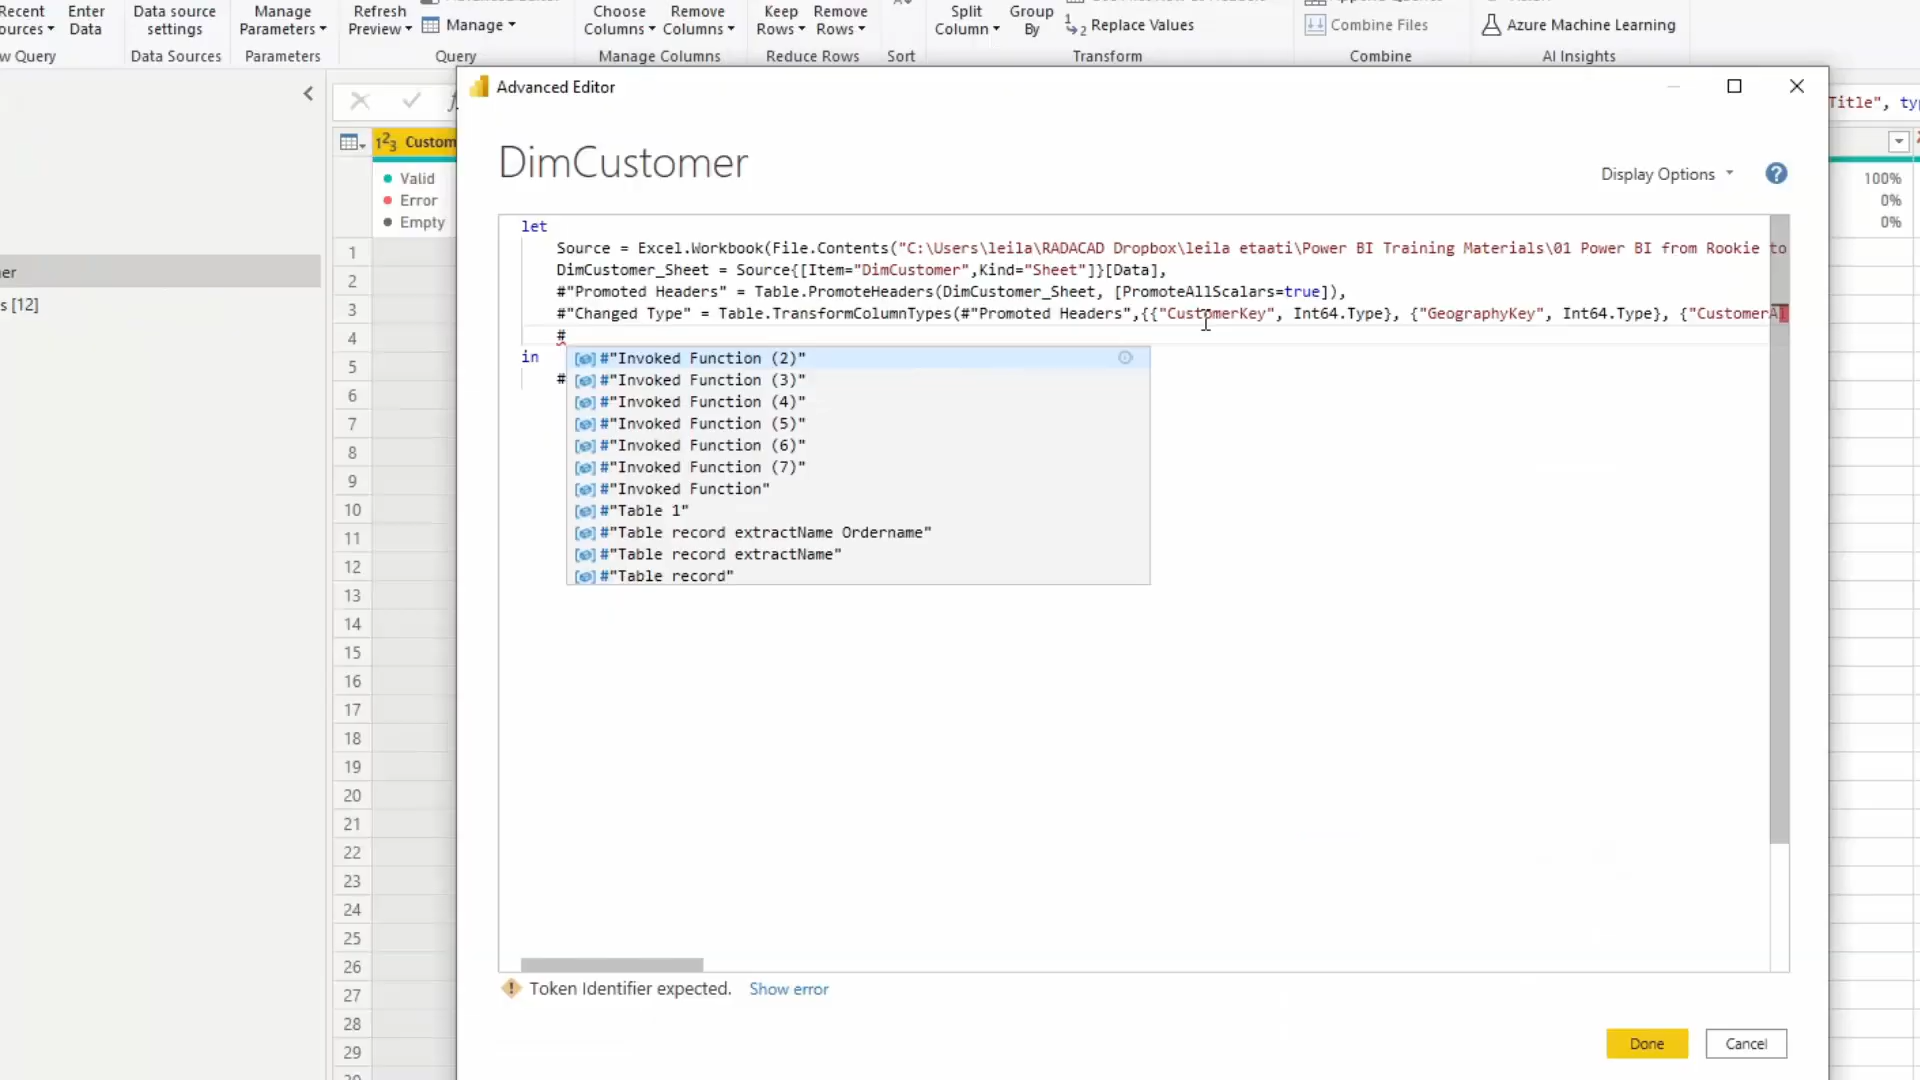 Recent
Sources
Enter
Data
Data source
settings
Manage
Parameters
Refresh
Preview
Manage
Choose
Columns
Remove
Columns
Keep
Rows
Remove
Rows
Split
Column
Group
By
1
2 Replace Values
Combine Files
Azure Machine Learning
w Query
Data Sources
Parameters
Query
Manage Columns
Reduce Rows
Sort
Transform
Combine
AI Insights
Advanced Editor
Title", typ
123 Custom
Valid
Error
Empty
100%
0%
0%
er
s [12]
DimCustomer
Display Options
?
let
Source = Excel.Workbook(File.Contents("C:\Users\leila\RADACAD Dropbox\leila etaati\Power BI Training Materials\01 Power BI from Rookie to
DimCustomer_Sheet = Source{[Item="DimCustomer",Kind="Sheet"]}[Data],
#"Promoted Headers" = Table.PromoteHeaders(DimCustomer_Sheet, [PromoteAllScalars=true]),
#"Changed Type" = Table.TransformColumnTypes(#"Promoted Headers",{{"CustomerKey", Int64.Type}, {"GeographyKey", Int64.Type}, {"CustomerAl
#
in
#
#"Invoked Function (2)"
#"Invoked Function (3)"
#"Invoked Function (4)"
#"Invoked Function (5)"
#"Invoked Function (6)"
#"Invoked Function (7)"
#"Invoked Function"
#"Table 1"
#"Table record extractName Ordername"
#"Table record extractName"
#"Table record"
1
2
3
4
5
6
7
8
9
10
11
12
13
14
15
16
17
18
19
20
21
22
23
24
25
26
27
28
29
Token Identifier expected. Show error
Done
Cancel